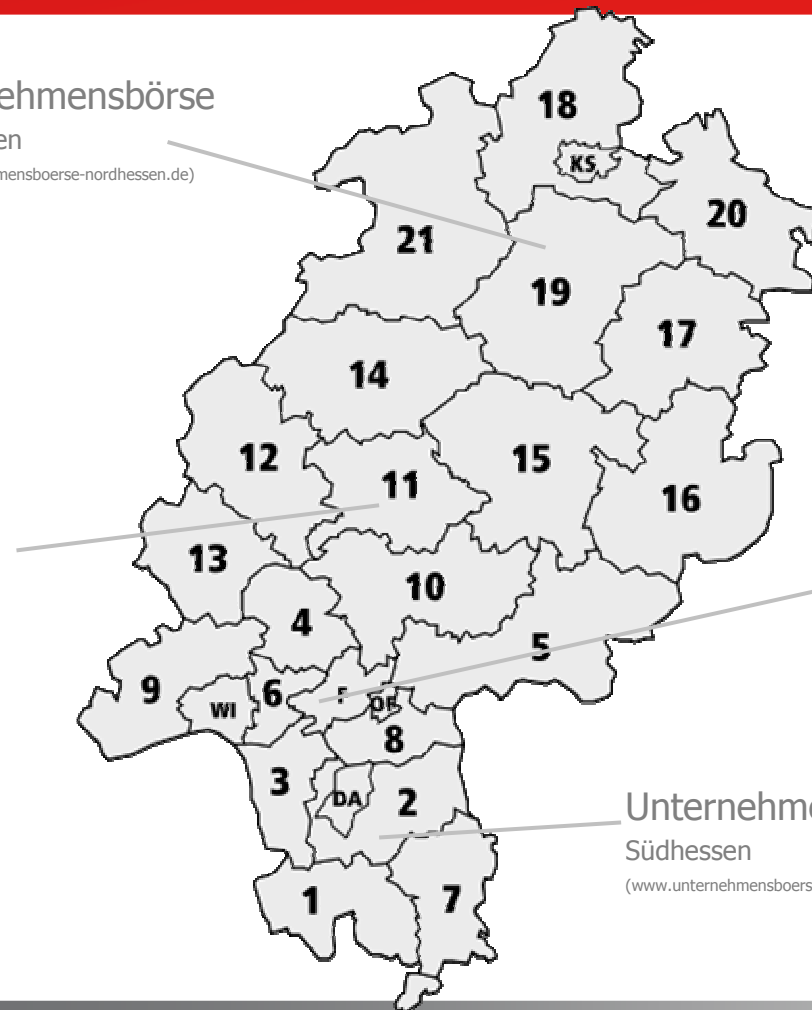 ehmensbörse
en
mensboerse-nordhessen.de)
18
KS
20
21
19
17
14
12
15
11
16
13
10
4
5
9
6
WI
F
OF
8
3
DA
2
Unternehme
Südhessen
(www.unternehmensboers
1
7